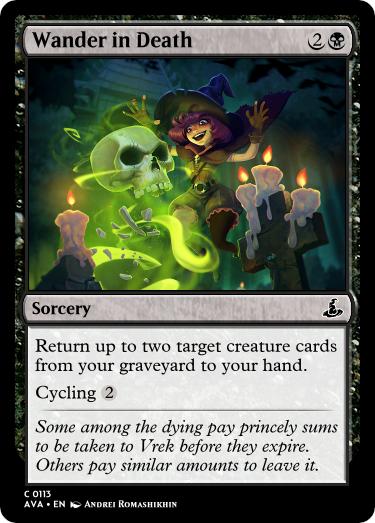 Wander in Death 2
Sorcery
Return up to two target creature cards
from your graveyard to your hand.
Cycling 2
Some among the dying pay princely sums
to be taken to Vrek before they expire.
Others pay similar amounts to leave it.
C 0113
AVA • EN Andrei Romashikhin